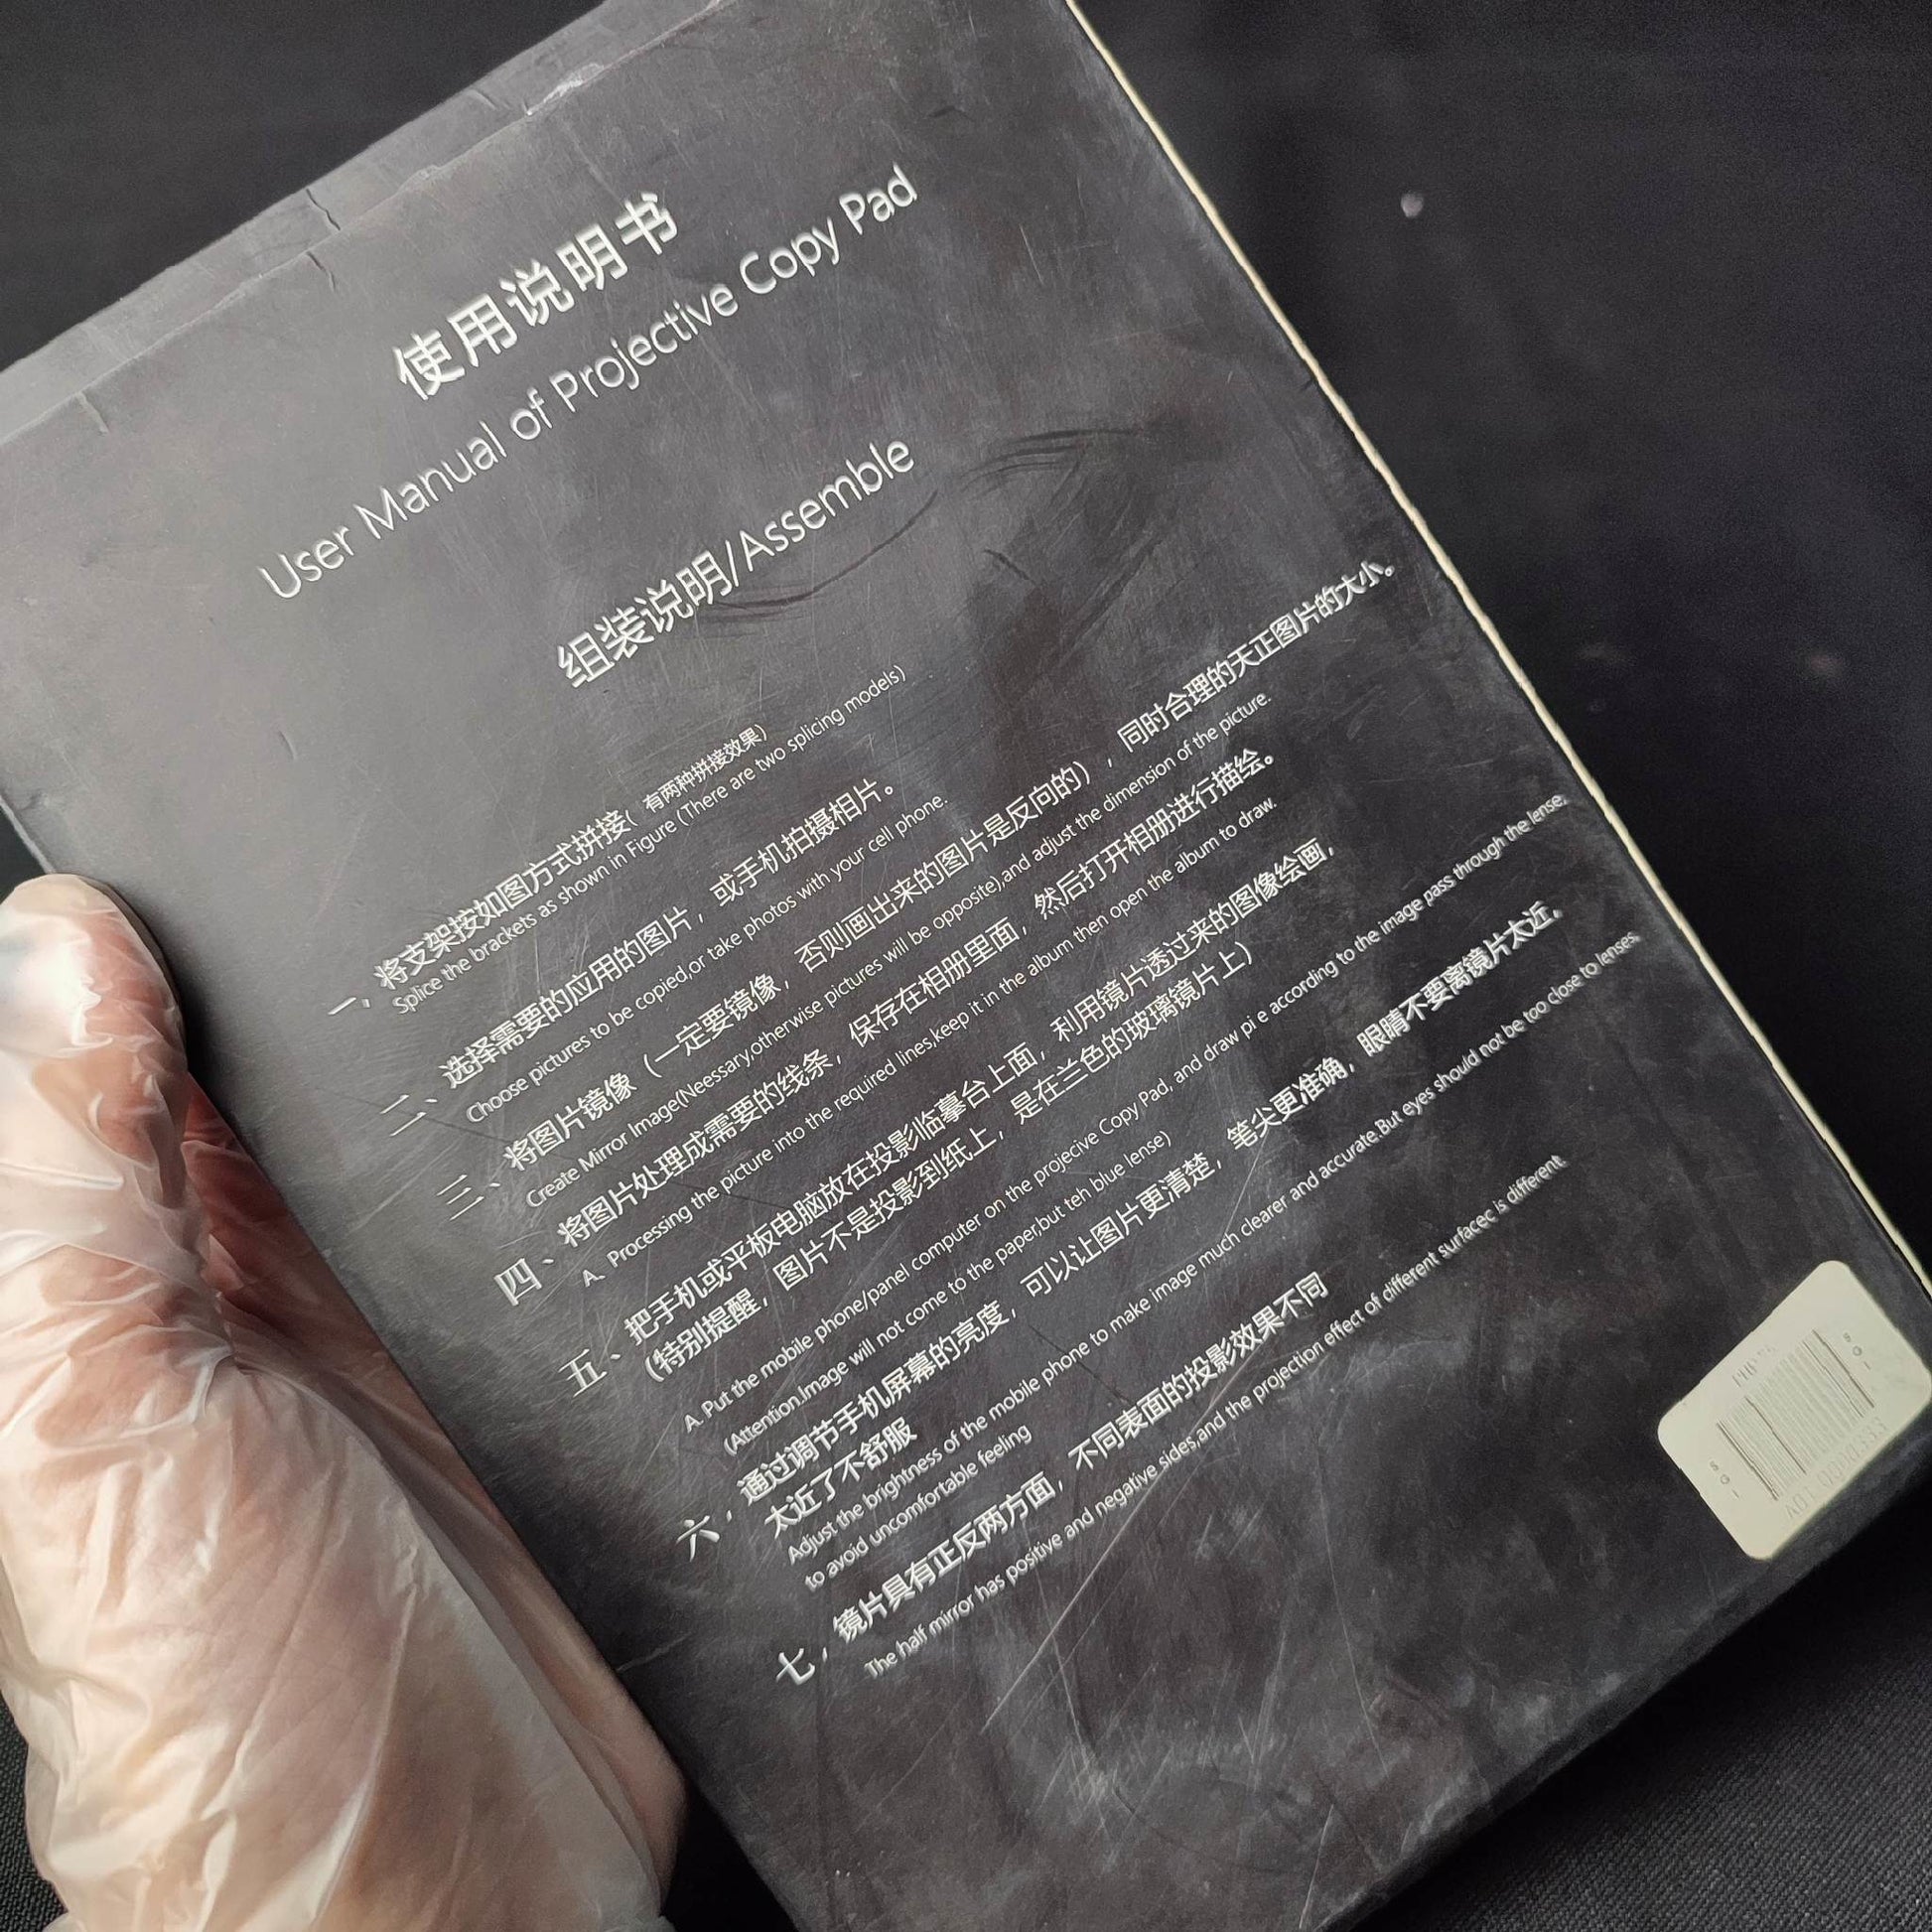 使用说明书
User Manual of Projective Copy Pad
组装说明/Assemble
一、将支架按如图方式拼接(有两种拼接效果)
Splice the brackets as shown in Figure (There are two splicing models)
二、选择需要的应用的图片，或手机拍摄相片。
Choose pictures to be copied,or take photos with your cell phone.
三、将图片镜像（一定要镜像，否则画出来的图片是反向的），同时合理的天正图片的大小。
Create Mirror Image(Neessary,otherwise pictures will be opposite),and adjust the dimension of the picture.
四、将图片处理成需要的线条，保存在相册里面，然后打开相册进行描绘。
A. Processing the picture into the required lines,keep it in the album then open the album to draw.
五、把手机或平板电脑放在投影临摹台上面，利用镜片透过来的图像绘画，
(特别提醒，图片不是投影到纸上，是在兰色的玻璃镜片上)
A. Put the mobile phone/panel computer on the projecive Copy Pad, and draw pi e according to the image pass through the lense.
(Attention.Image will not come to the paper,but teh blue lense)
六，通过调节手机屏幕的亮度，可以让图片更清楚，笔尖更准确，眼睛不要离镜片太近，
太近了不舒服
Adjust the brightness of the mobile phone to make image much clearer and accurate.But eyes should not be too close to lenses.
to avoid uncomfortable feeling
七，镜片具有正反两方面，不同表面的投影效果不同
The half mirror has positive and negative sides,and the projection effect of different surfacec is different